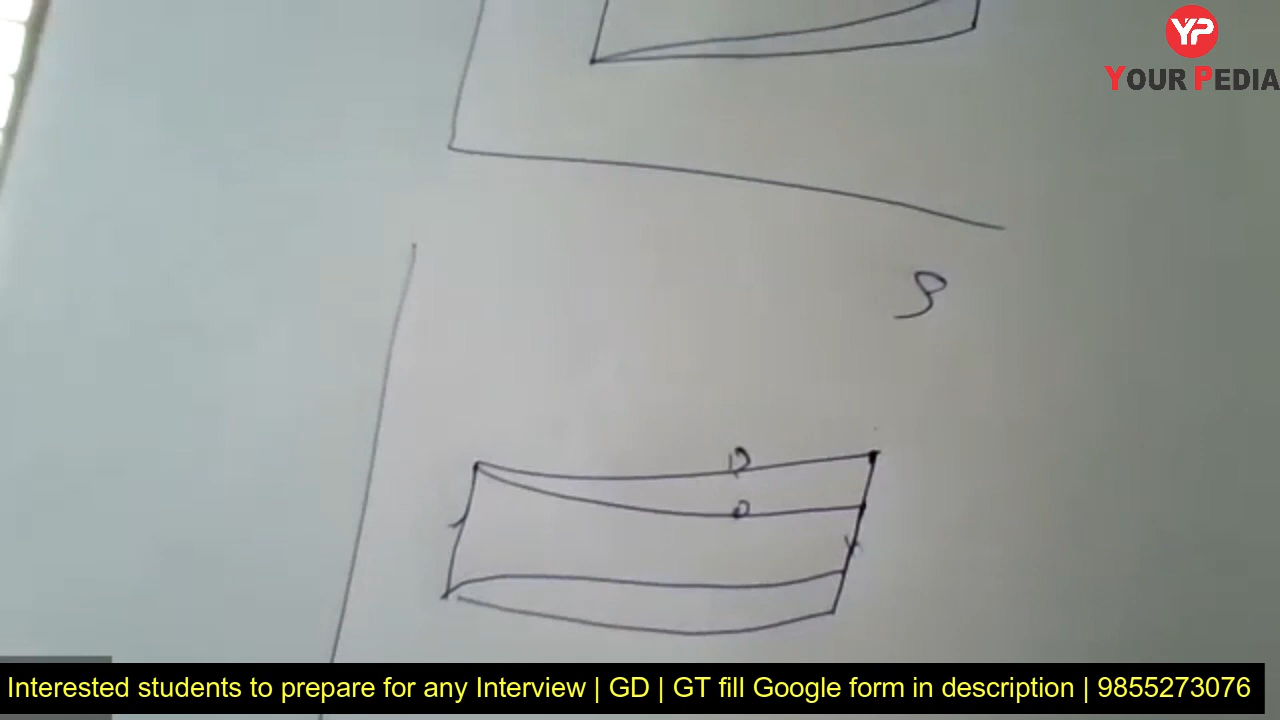 YP
YOUR PEDIA
S
Interested students to prepare for any Interview | GD | GT fill Google form in description | 9855273076